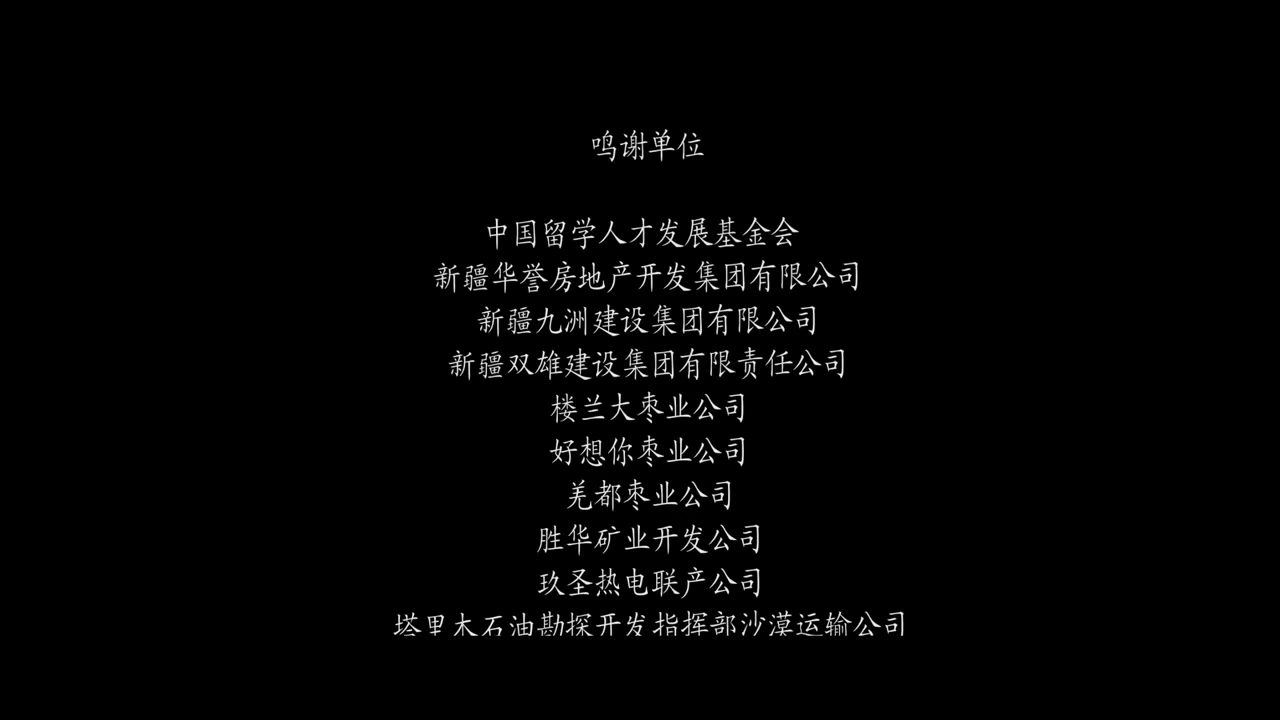 鸣谢单位
中国留学人才发展基金会
新疆华誉房地产开发集团有限公司
新疆九洲建设集团有限公司
新疆双雄建设集团有限责任公司
楼兰大枣业公司
好想你枣业公司
羌都枣业公司
胜华矿业开发公司
玖圣热电联产公司
塔里木石油勘探开发指挥部沙漠运输公司